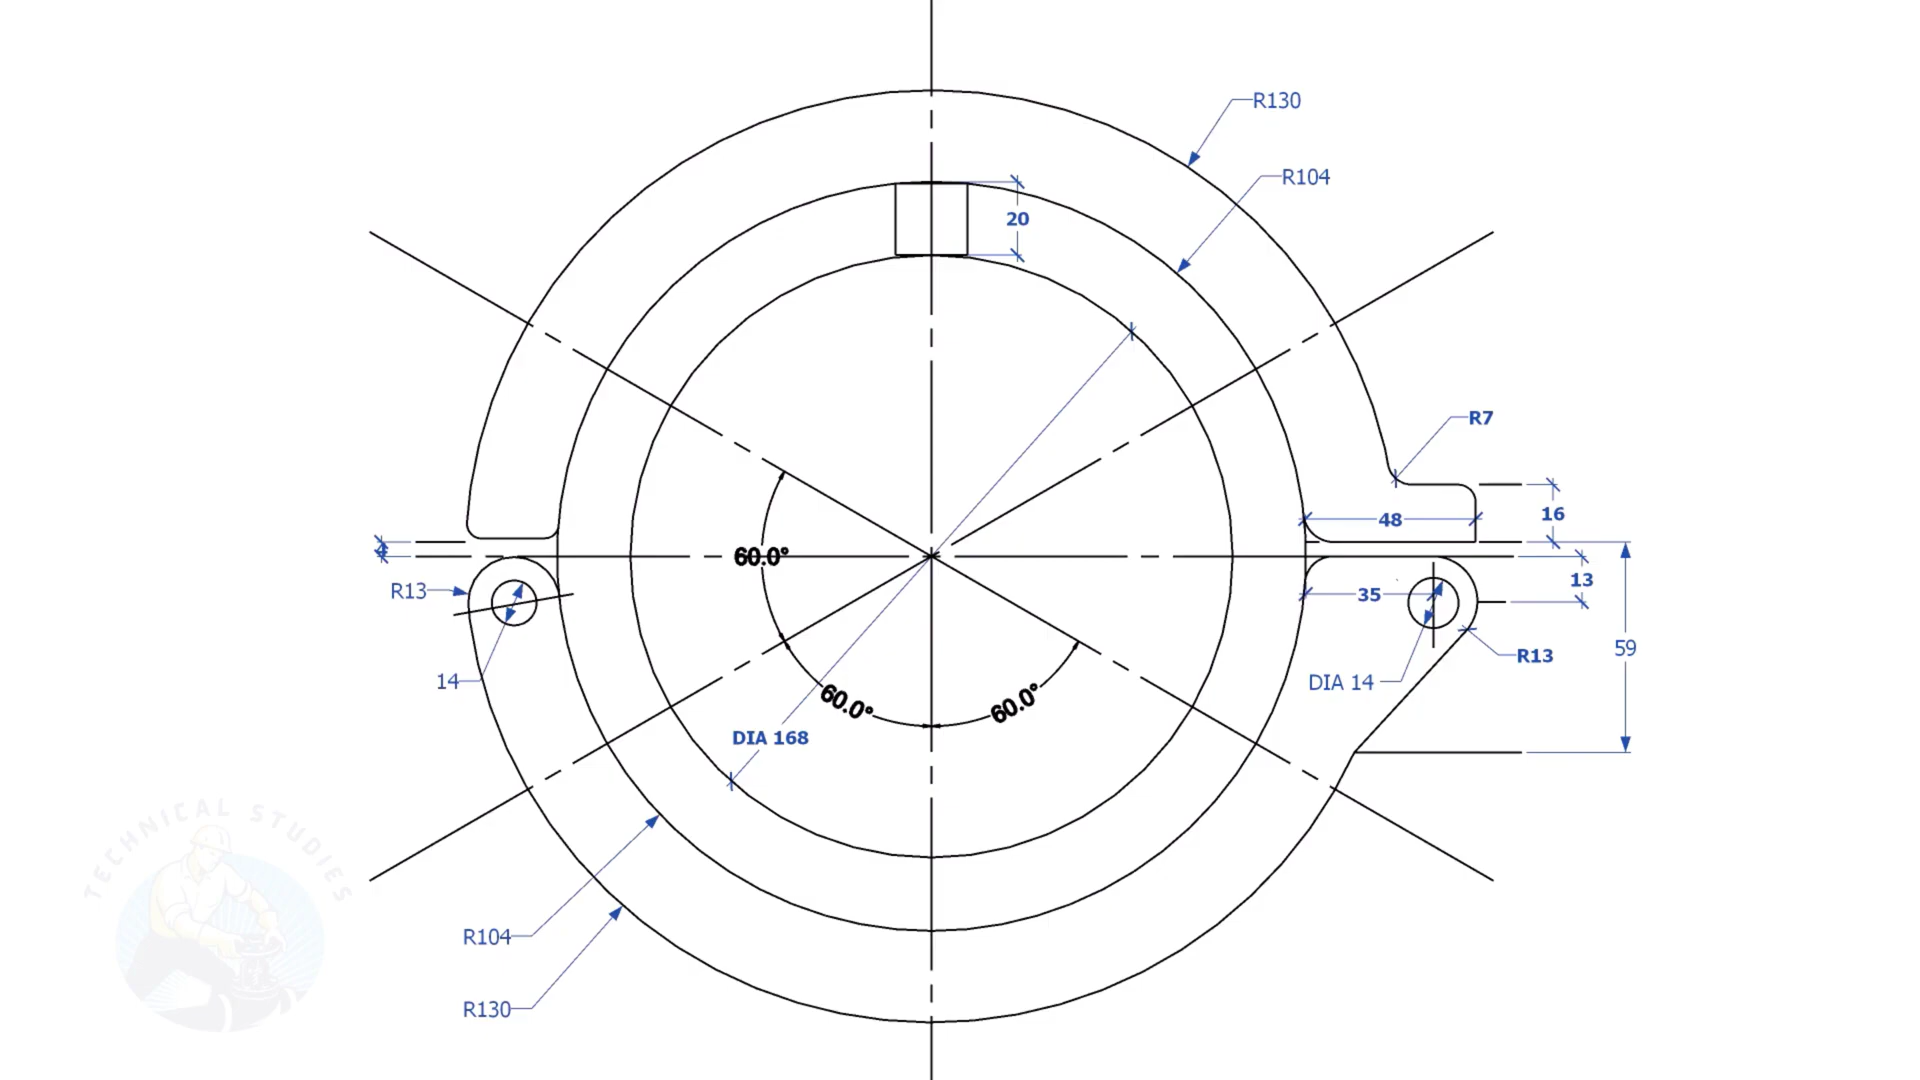 R130
R104
20
R7
48
16
4
60.0°
13
R13
35
59
R13
14
DIA 14
60.0°
60.0°
DIA 168
TECHNICAL STUDIES
R104
R130